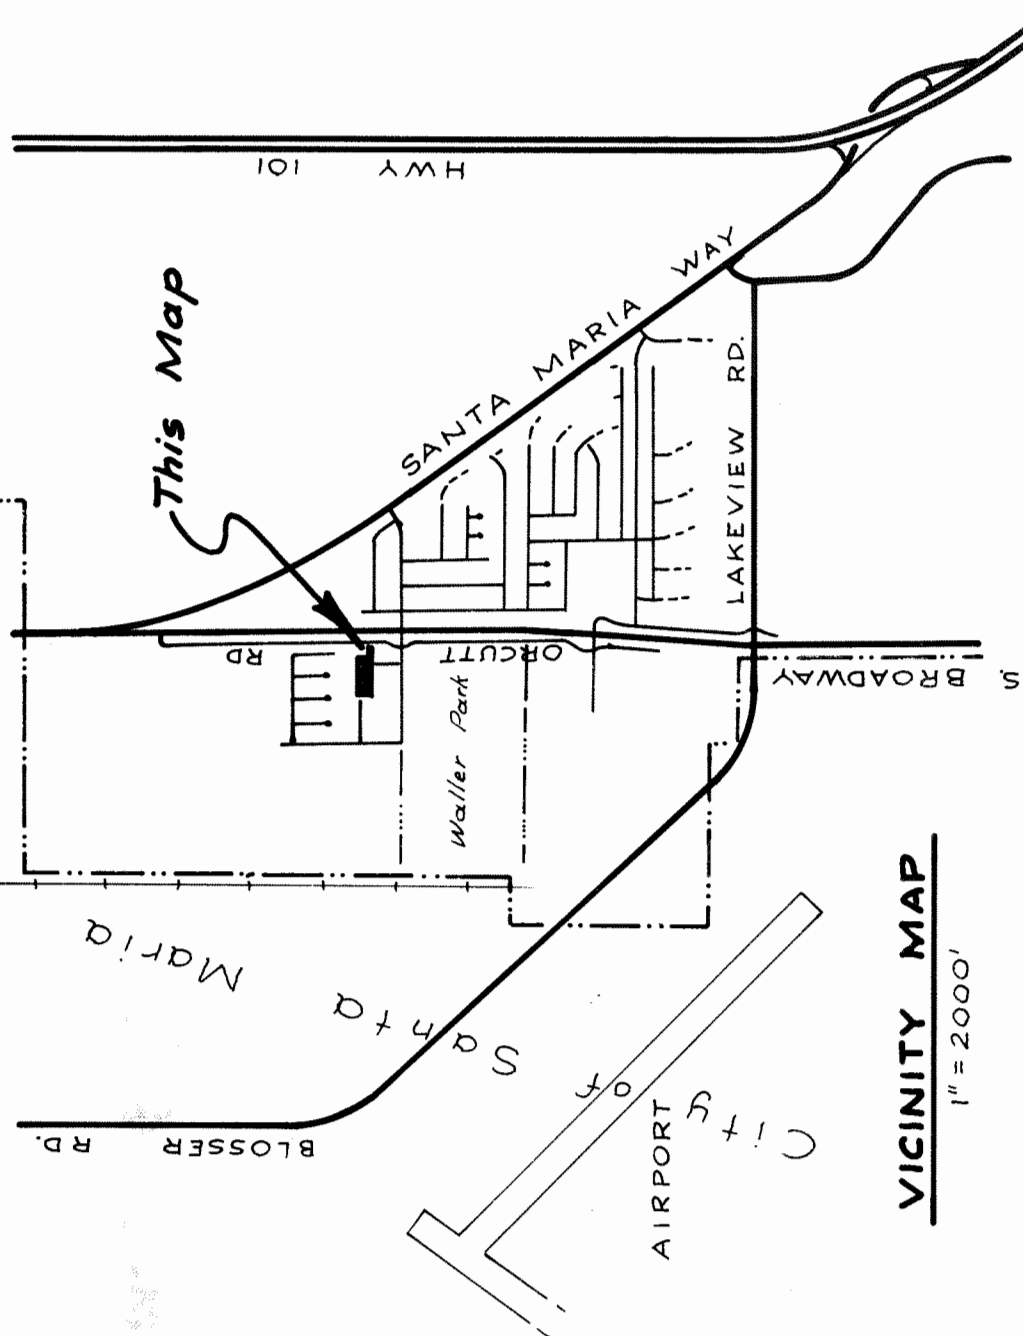 HWY 101
This Map
SANTA MARIA WAY
LAKEVIEW RD.
ORCUTT RD
S. BROADWAY
Waller Park
City of Santa Maria
BLOSSER RD.
AIRPORT
VICINITY MAP
1" = 2000'